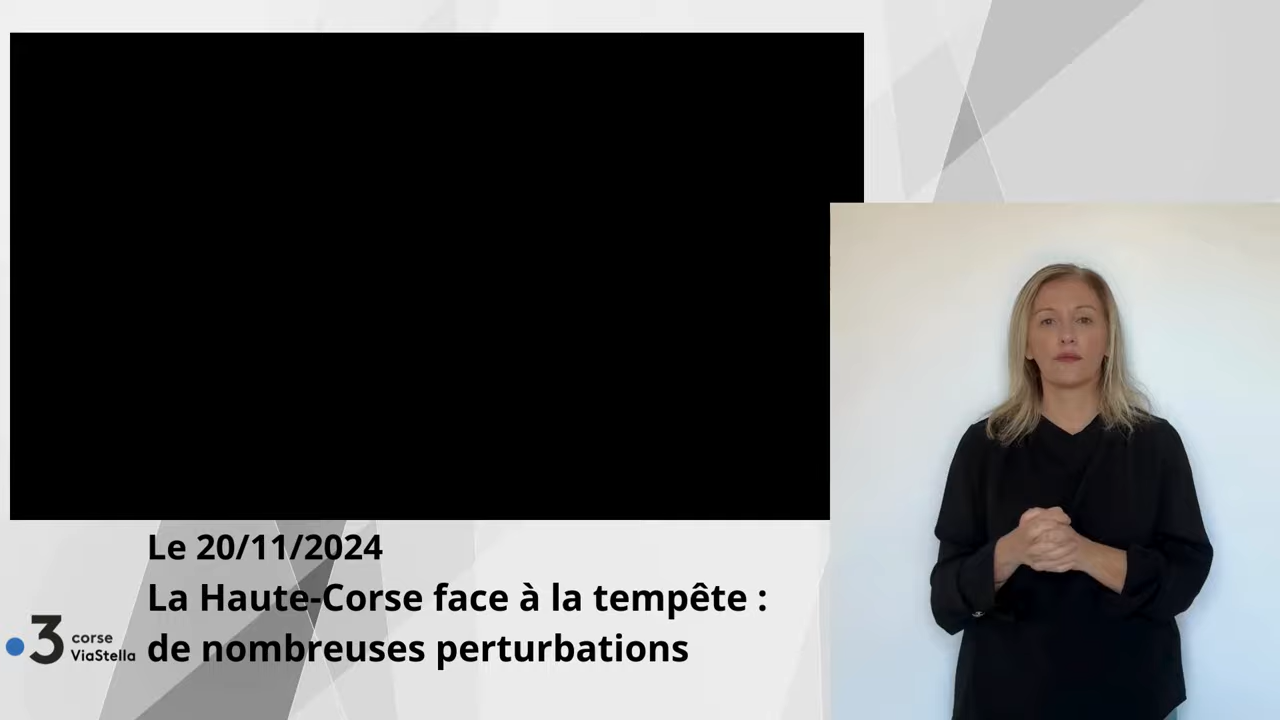 Le 20/11/2024
La Haute-Corse face à la tempête :
de nombreuses perturbations
3 corse
ViaStella